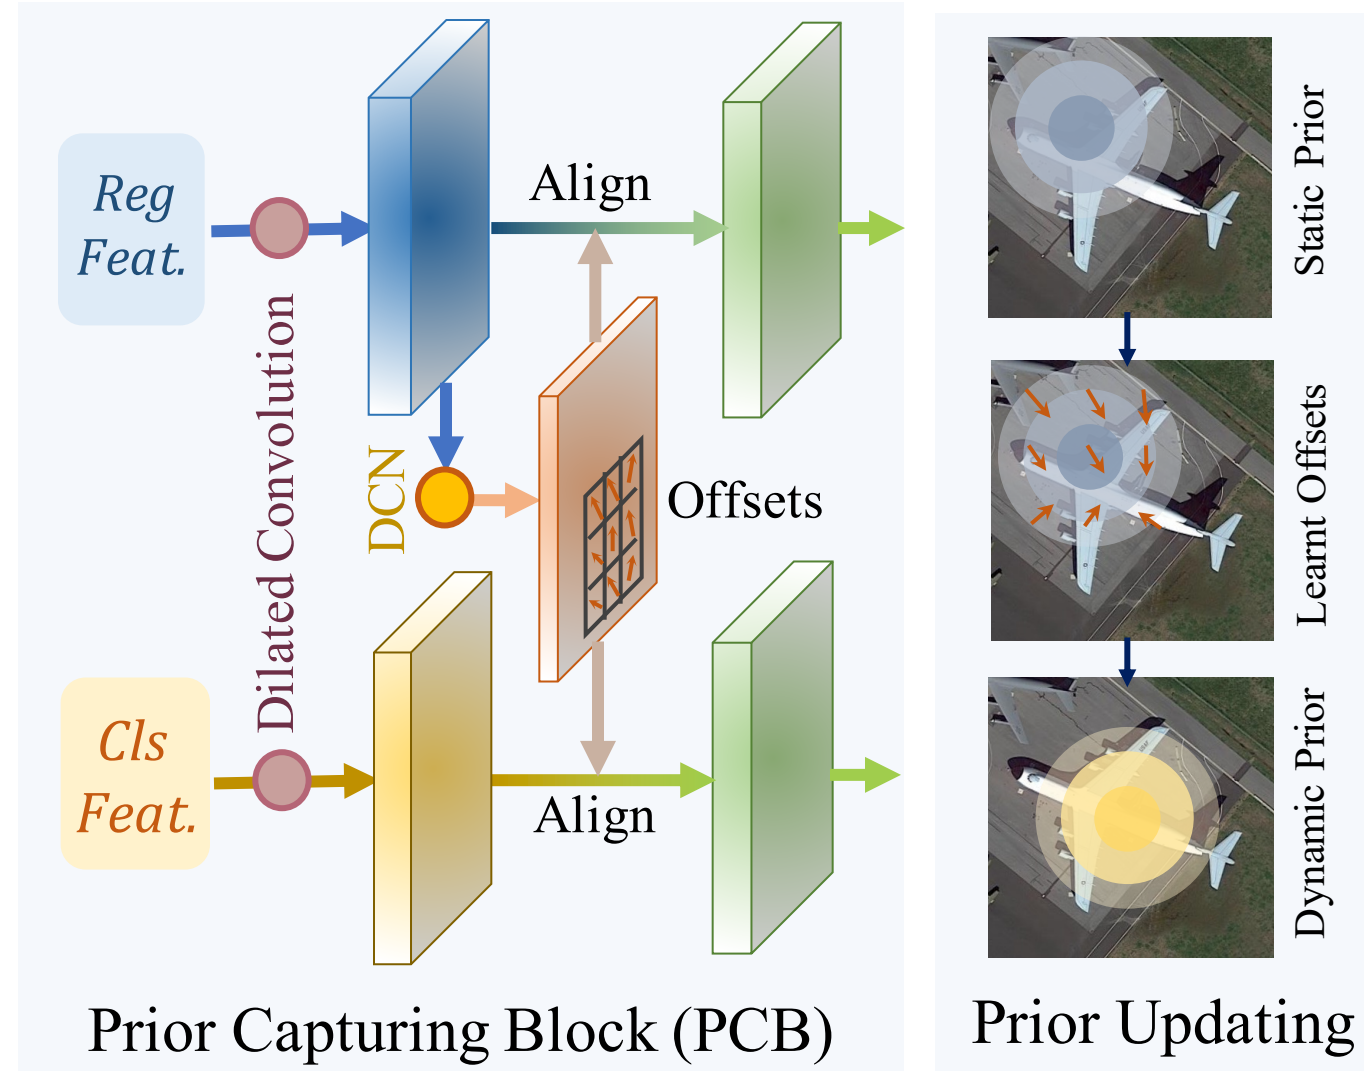 Reg
Feat.
Align
Dilated Convolution
DCN
Offsets
Cls
Feat.
Align
Prior Capturing Block (PCB)
Static Prior
Learnt Offsets
Dynamic Prior
Prior Updating